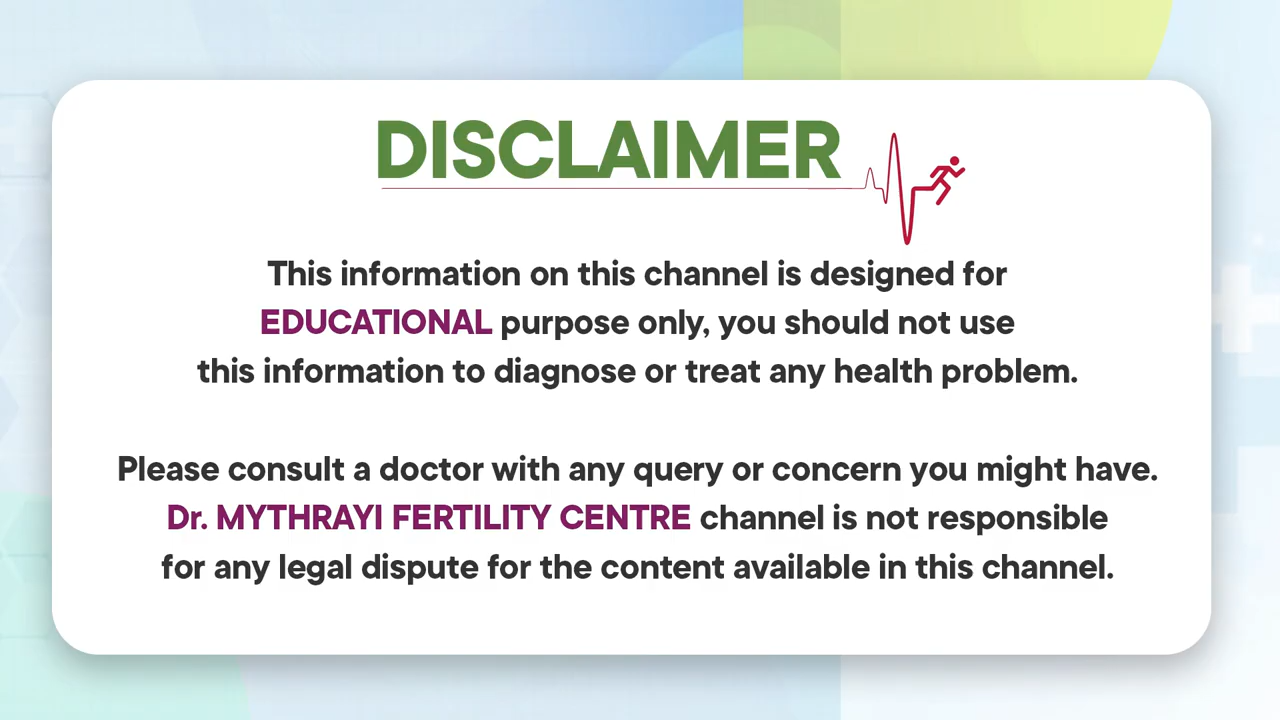 DISCLAIMER
This information on this channel is designed for
EDUCATIONAL purpose only, you should not use
this information to diagnose or treat any health problem.
Please consult a doctor with any query or concern you might have.
Dr. MYTHRAYI FERTILITY CENTRE channel is not responsible
for any legal dispute for the content available in this channel.